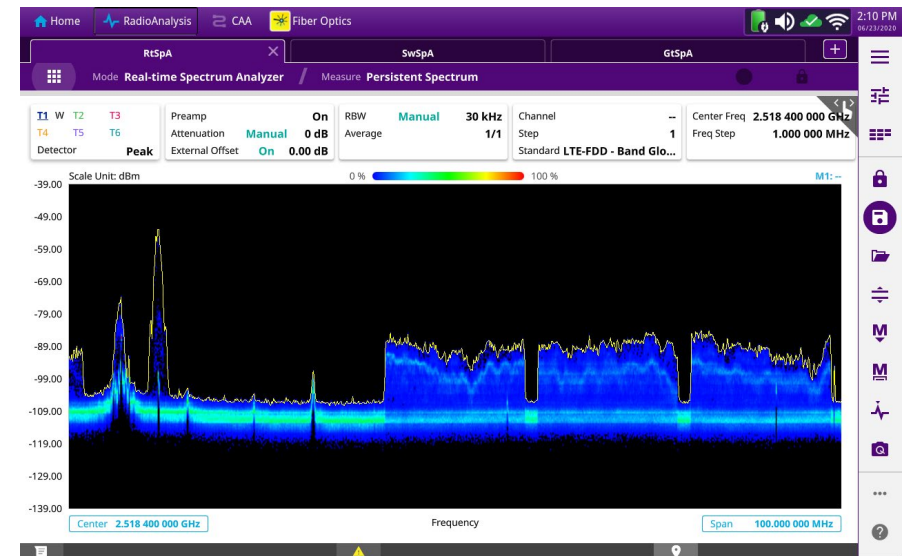 Home RadioAnalysis CAA Fiber Optics 2:10 PM
06/23/2020
RtSpA SwSpA GtSpA
Mode Real-time Spectrum Analyzer / Measure Persistent Spectrum
T1 W T2 T3
T4 T5 T6
Detector Peak
Preamp On
Attenuation Manual 0 dB
External Offset On 0.00 dB
RBW Manual 30 kHz
Average 1/1
Channel --
Step 1
Standard LTE-FDD - Band Glo...
Center Freq 2.518 400 000 GHz
Freq Step 1.000 000 MHz
Scale Unit: dBm 0 % 100 % M1: --
-39.00
-49.00
-59.00
-69.00
-79.00
-89.00
-99.00
-109.00
-119.00
-129.00
-139.00
Center 2.518 400 000 GHz Frequency Span 100.000 000 MHz